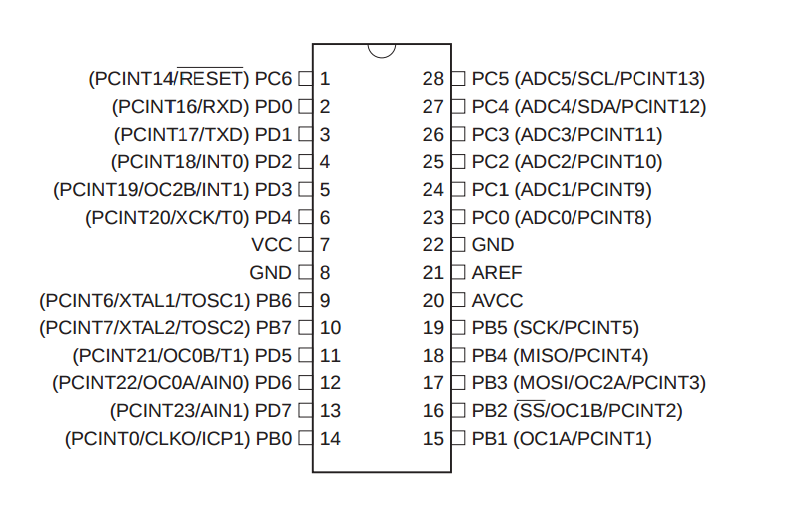 (PCINT14/RESET) PC6 1 28 PC5 (ADC5/SCL/PCINT13)
(PCINT16/RXD) PD0 2 27 PC4 (ADC4/SDA/PCINT12)
(PCINT17/TXD) PD1 3 26 PC3 (ADC3/PCINT11)
(PCINT18/INT0) PD2 4 25 PC2 (ADC2/PCINT10)
(PCINT19/OC2B/INT1) PD3 5 24 PC1 (ADC1/PCINT9)
(PCINT20/XCK/T0) PD4 6 23 PC0 (ADC0/PCINT8)
VCC 7 22 GND
GND 8 21 AREF
(PCINT6/XTAL1/TOSC1) PB6 9 20 AVCC
(PCINT7/XTAL2/TOSC2) PB7 10 19 PB5 (SCK/PCINT5)
(PCINT21/OC0B/T1) PD5 11 18 PB4 (MISO/PCINT4)
(PCINT22/OC0A/AIN0) PD6 12 17 PB3 (MOSI/OC2A/PCINT3)
(PCINT23/AIN1) PD7 13 16 PB2 (SS/OC1B/PCINT2)
(PCINT0/CLKO/ICP1) PB0 14 15 PB1 (OC1A/PCINT1)